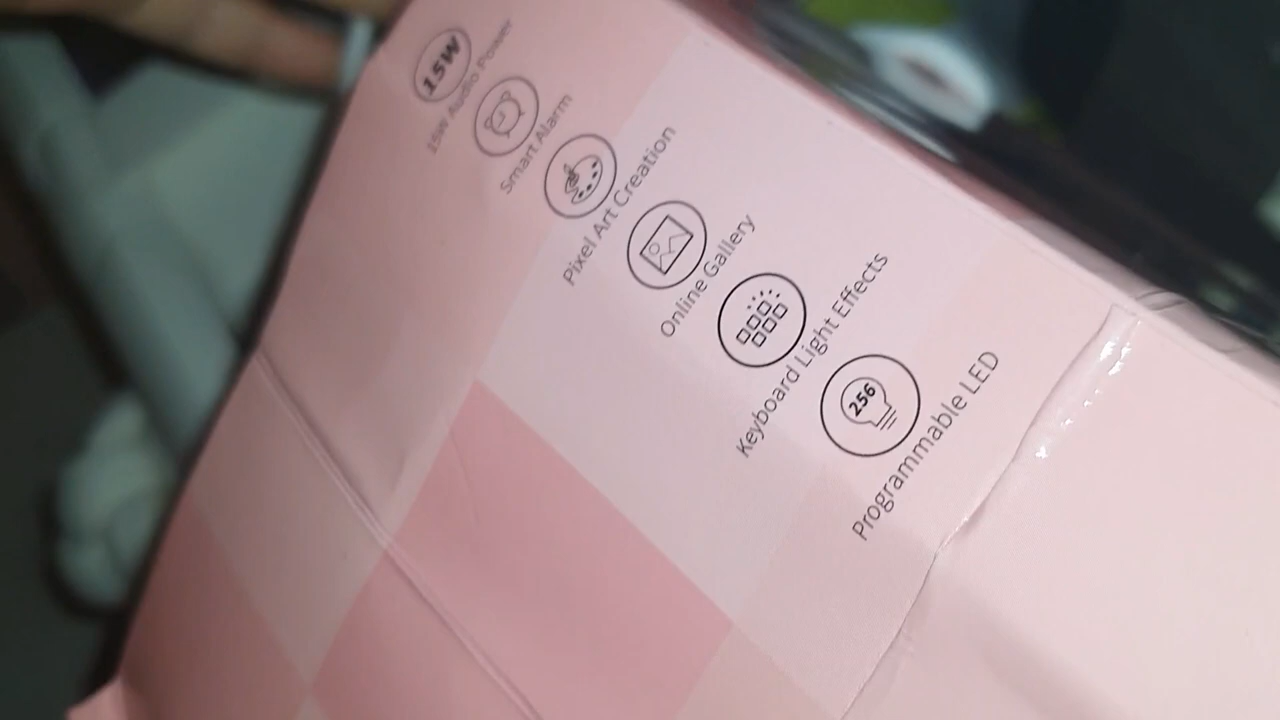 15W
15W Audio Power
Smart Alarm
Pixel Art Creation
Online Gallery
Keyboard Light Effects
256
Programmable LED